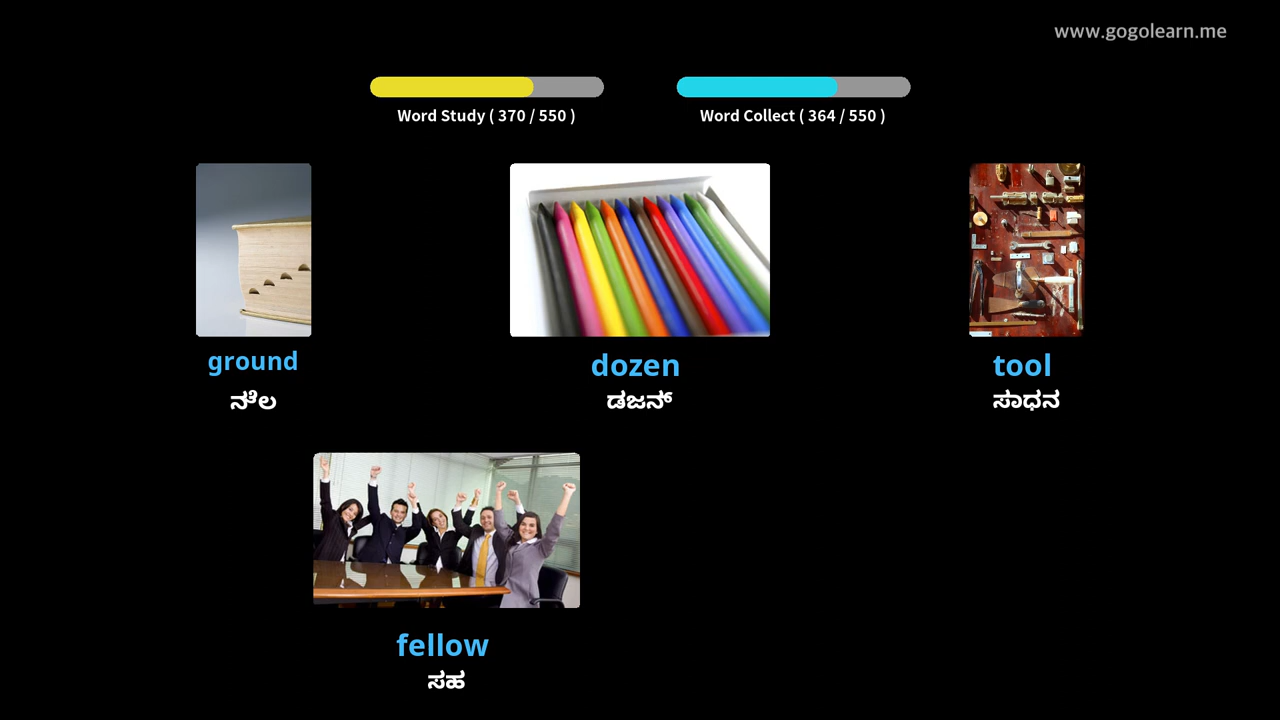 www.gogolearn.me
Word Study ( 370 / 550 )
Word Collect ( 364 / 550 )
ground
ನೆಲ
dozen
ಡಜನ್
tool
ಸಾಧನ
fellow
ಸಹ